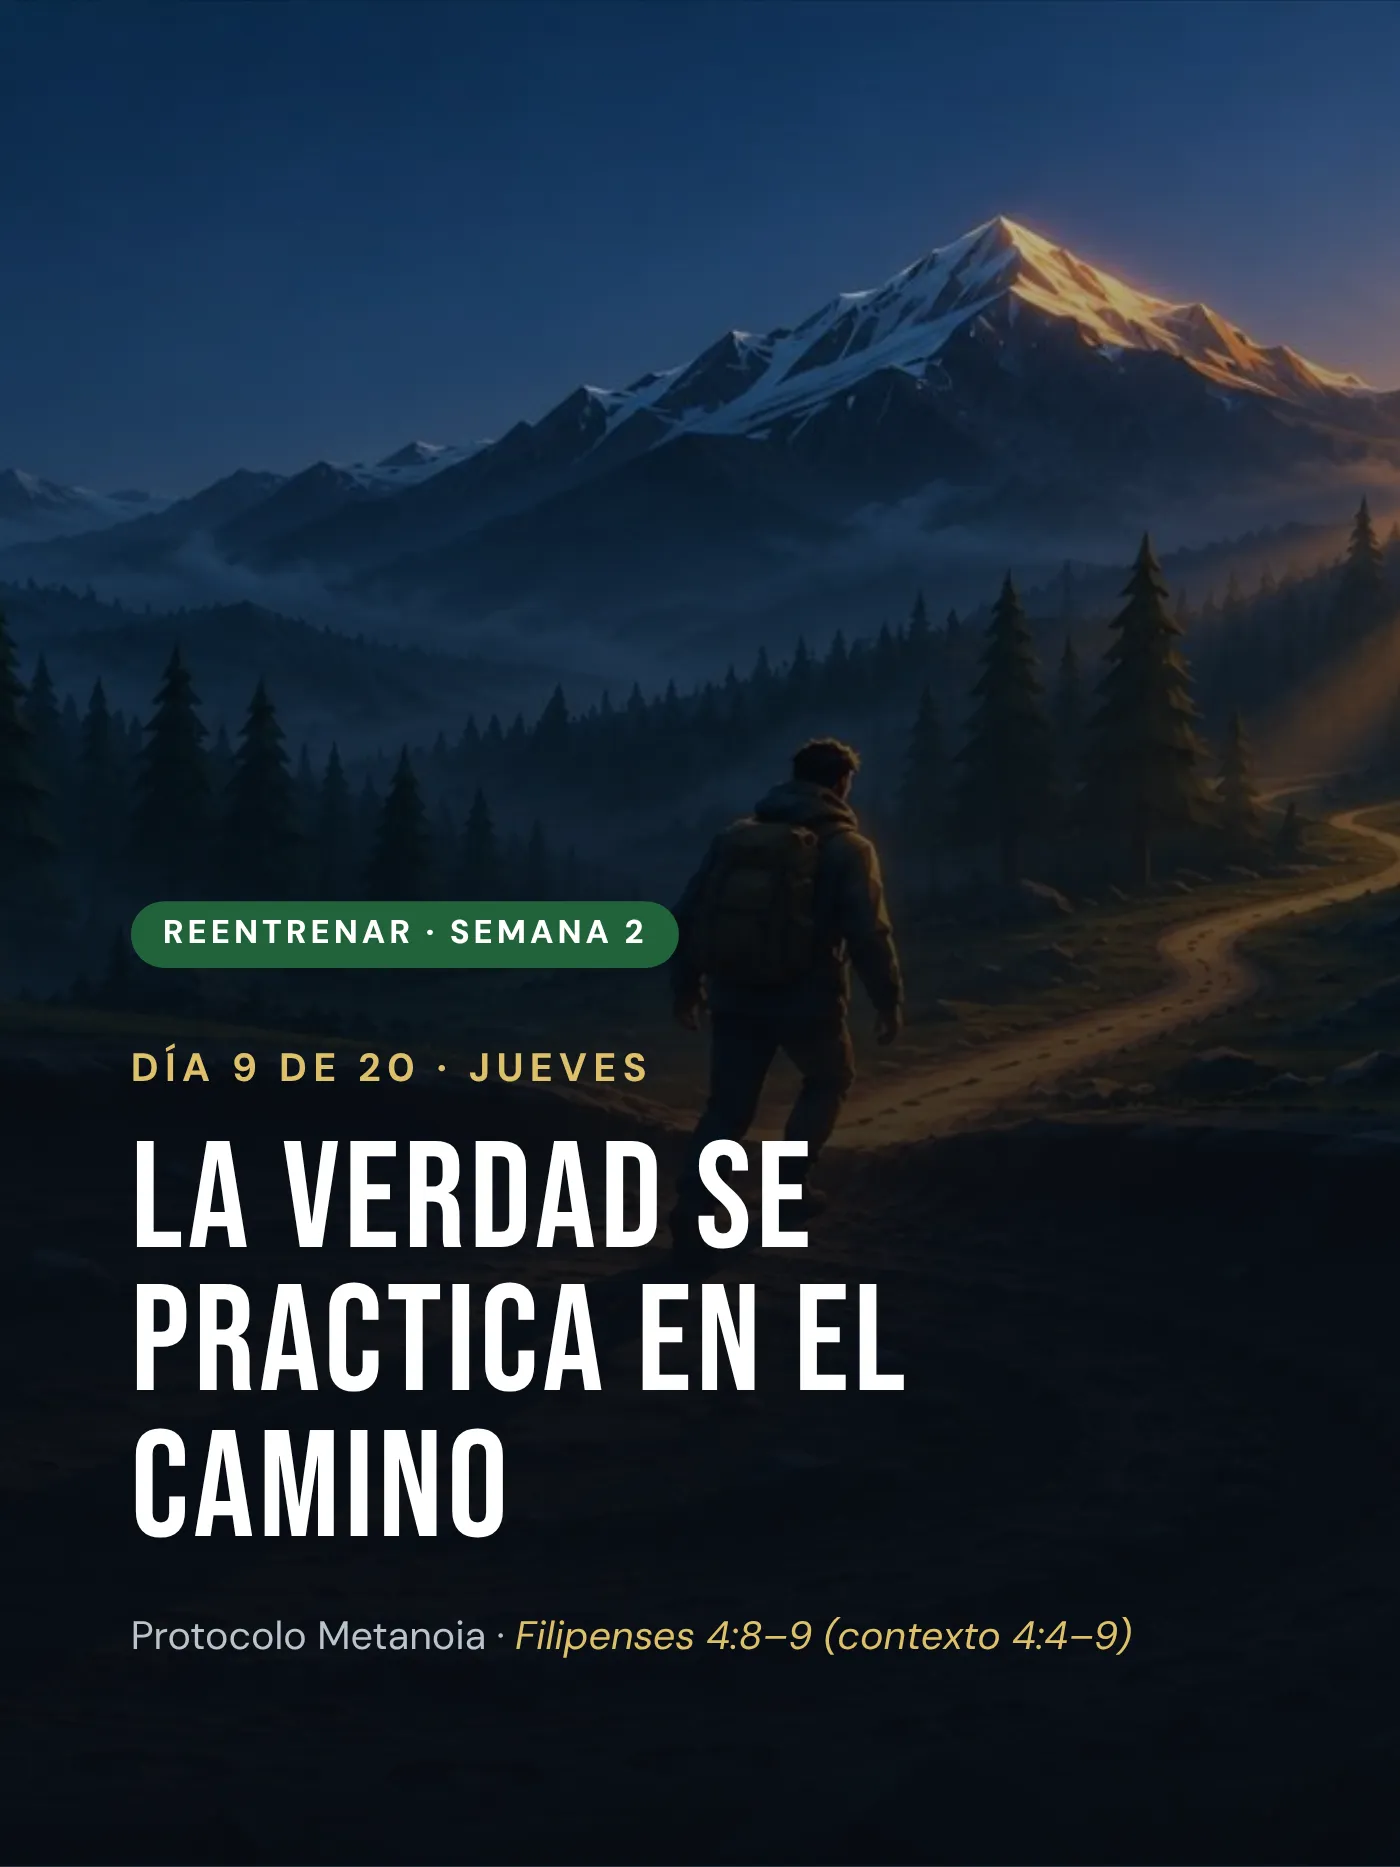 REENTRENAR · SEMANA 2
DÍA 9 DE 20 · JUEVES
LA VERDAD SE
PRACTICA EN EL
CAMINO
Protocolo Metanoia · Filipenses 4:8–9 (contexto 4:4–9)